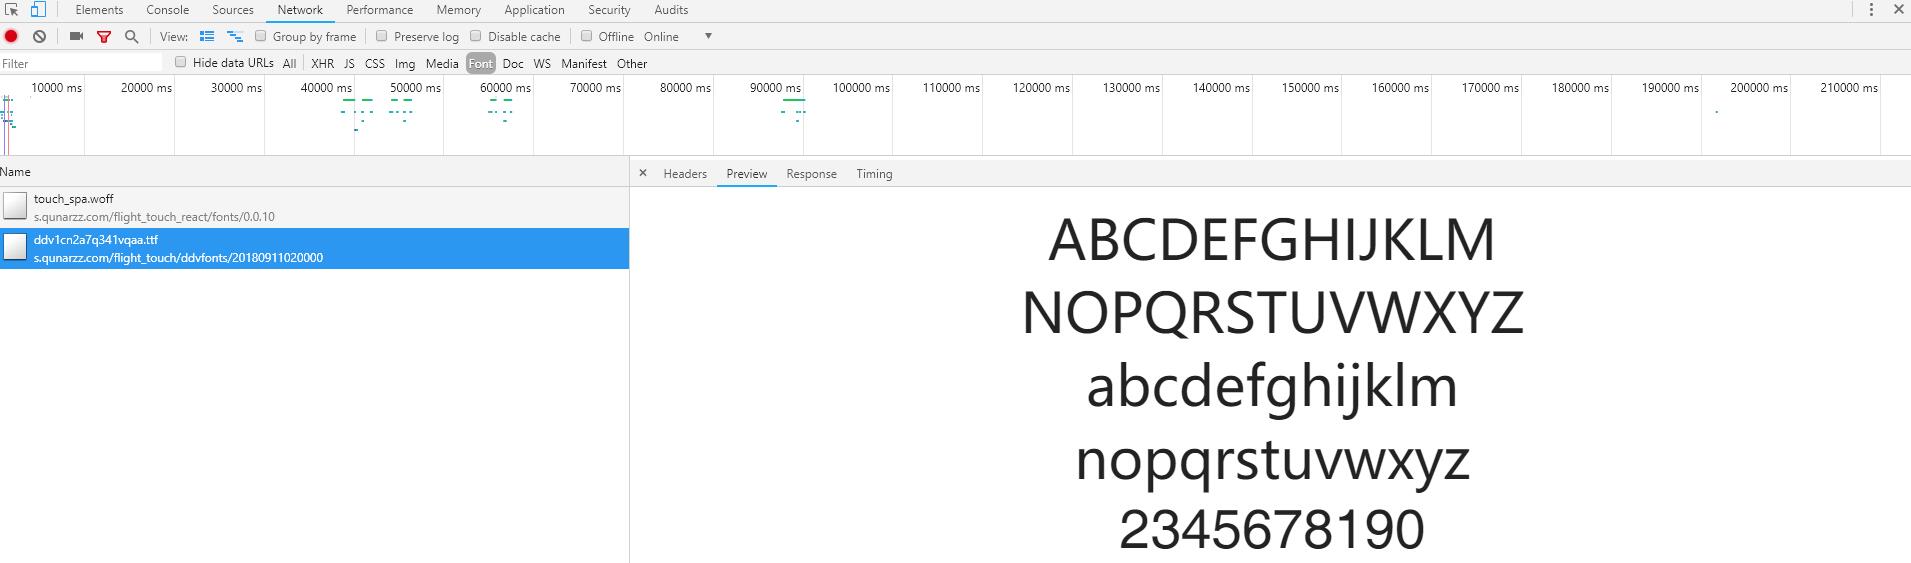 Elements Console Sources Network Performance Memory Application Security Audits
View: Group by frame Preserve log Disable cache Offline Online
Filter Hide data URLs All XHR JS CSS Img Media Font Doc WS Manifest Other
10000 ms 20000 ms 30000 ms 40000 ms 50000 ms 60000 ms 70000 ms 80000 ms 90000 ms 100000 ms 110000 ms 120000 ms 130000 ms 140000 ms 150000 ms 160000 ms 170000 ms 180000 ms 190000 ms 200000 ms 210000 ms
Name
touch_spa.woff
s.qunarzz.com/flight_touch_react/fonts/0.0.10
ddv1cn2a7q341vqaa.ttf
s.qunarzz.com/flight_touch/ddvfonts/20180911020000
× Headers Preview Response Timing
ABCDEFGHIJKLM
NOPQRSTUVWXYZ
abcdefghijklm
nopqrstuvwxyz
2345678190